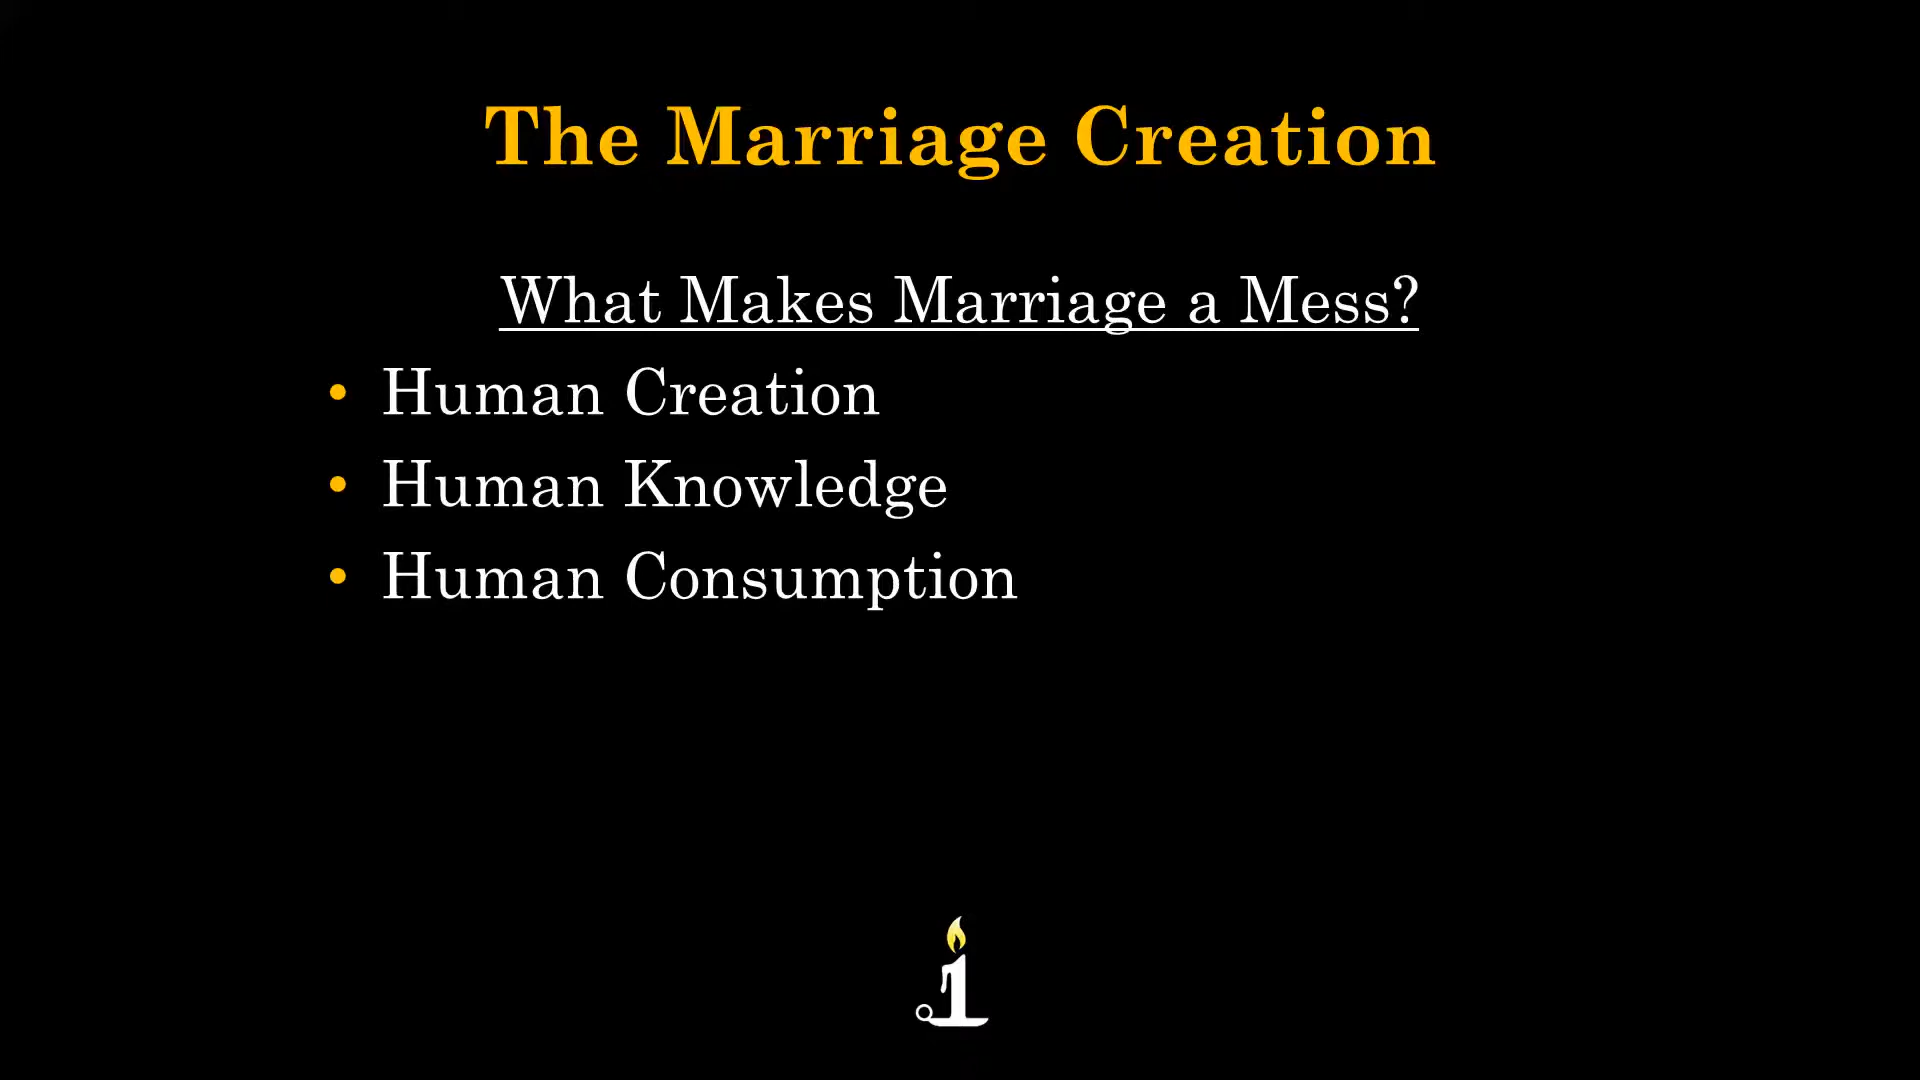 The Marriage Creation
What Makes Marriage a Mess?
• Human Creation
• Human Knowledge
• Human Consumption